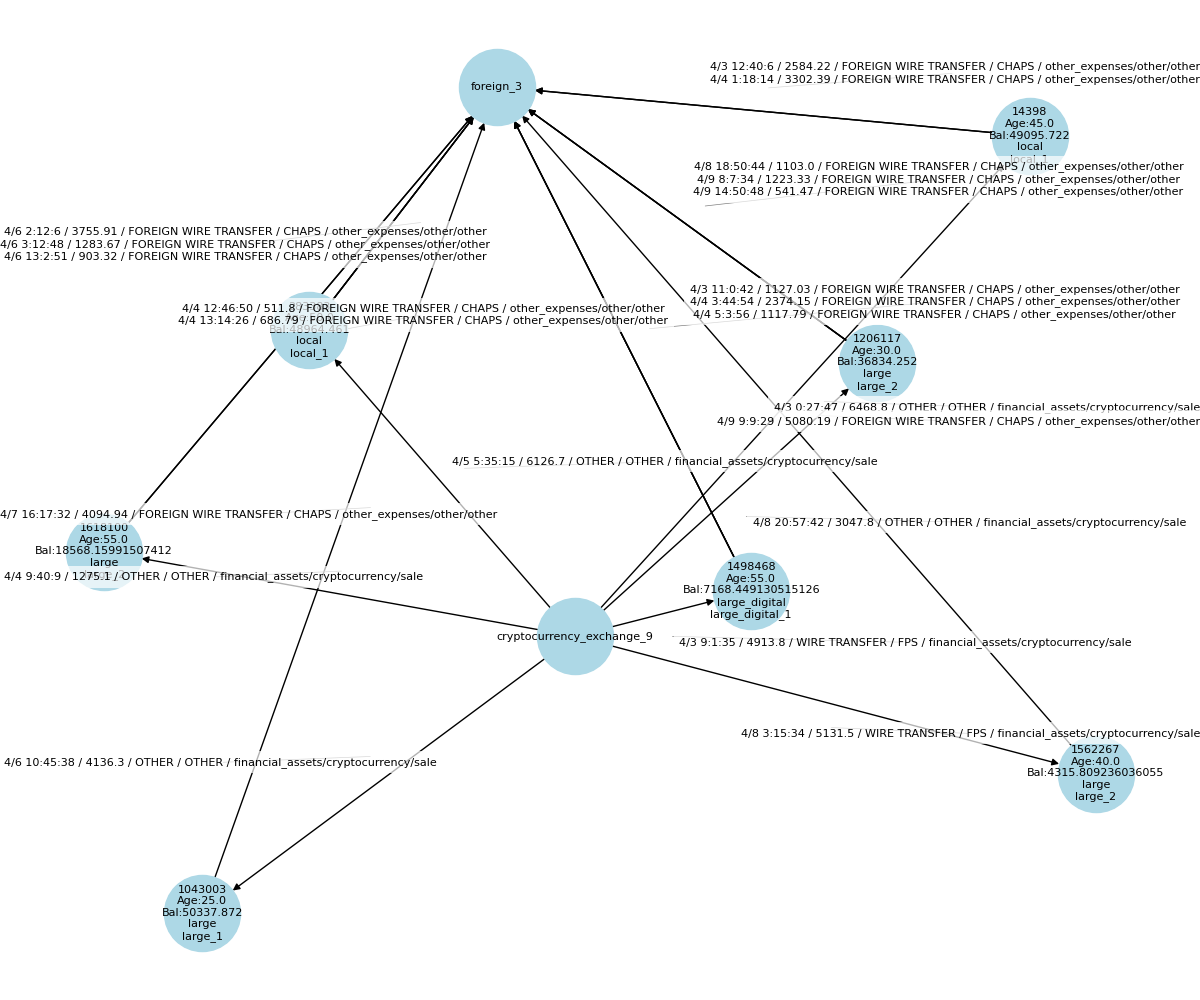 foreign_3
4/3 12:40:6 / 2584.22 / FOREIGN WIRE TRANSFER / CHAPS / other_expenses/other/other
4/4 1:18:14 / 3302.39 / FOREIGN WIRE TRANSFER / CHAPS / other_expenses/other/other
14398
Age:45.0
Bal:49095.722
local
local_1
4/8 18:50:44 / 1103.0 / FOREIGN WIRE TRANSFER / CHAPS / other_expenses/other/other
4/9 8:7:34 / 1223.33 / FOREIGN WIRE TRANSFER / CHAPS / other_expenses/other/other
4/9 14:50:48 / 541.47 / FOREIGN WIRE TRANSFER / CHAPS / other_expenses/other/other
4/6 2:12:6 / 3755.91 / FOREIGN WIRE TRANSFER / CHAPS / other_expenses/other/other
4/6 3:12:48 / 1283.67 / FOREIGN WIRE TRANSFER / CHAPS / other_expenses/other/other
4/6 13:2:51 / 903.32 / FOREIGN WIRE TRANSFER / CHAPS / other_expenses/other/other
4/3 11:0:42 / 1127.03 / FOREIGN WIRE TRANSFER / CHAPS / other_expenses/other/other
4/4 3:44:54 / 2374.15 / FOREIGN WIRE TRANSFER / CHAPS / other_expenses/other/other
4/4 5:3:56 / 1117.79 / FOREIGN WIRE TRANSFER / CHAPS / other_expenses/other/other
4/4 12:46:50 / 511.8 / FOREIGN WIRE TRANSFER / CHAPS / other_expenses/other/other
4/4 13:14:26 / 686.79 / FOREIGN WIRE TRANSFER / CHAPS / other_expenses/other/other
Bal:48964.461
local
local_1
1206117
Age:30.0
Bal:36834.252
large
large_2
4/3 0:27:47 / 6468.8 / OTHER / OTHER / financial_assets/cryptocurrency/sale
4/9 9:9:29 / 5080.19 / FOREIGN WIRE TRANSFER / CHAPS / other_expenses/other/other
4/5 5:35:15 / 6126.7 / OTHER / OTHER / financial_assets/cryptocurrency/sale
4/7 16:17:32 / 4094.94 / FOREIGN WIRE TRANSFER / CHAPS / other_expenses/other/other
4/8 20:57:42 / 3047.8 / OTHER / OTHER / financial_assets/cryptocurrency/sale
1618100
Age:55.0
Bal:18568.15991507412
large
4/4 9:40:9 / 1275.1 / OTHER / OTHER / financial_assets/cryptocurrency/sale
1498468
Age:55.0
Bal:7168.449130515126
large_digital
large_digital_1
cryptocurrency_exchange_9
4/3 9:1:35 / 4913.8 / WIRE TRANSFER / FPS / financial_assets/cryptocurrency/sale
4/8 3:15:34 / 5131.5 / WIRE TRANSFER / FPS / financial_assets/cryptocurrency/sale
1562267
Age:40.0
Bal:4315.809236036055
large
large_2
4/6 10:45:38 / 4136.3 / OTHER / OTHER / financial_assets/cryptocurrency/sale
1043003
Age:25.0
Bal:50337.872
large
large_1